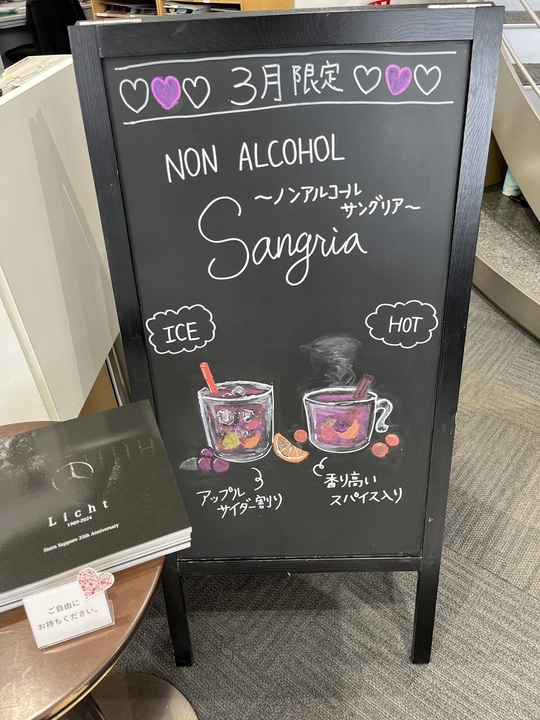 3月限定
NON ALCOHOL
〜ノンアルコール
サングリア〜
Sangria
ICE
HOT
アップル
サイダー割り
香り高い
スパイス入り
Licht
1989-2024
Store Sapporo 35th Anniversary
ご自由に
お持ちください。